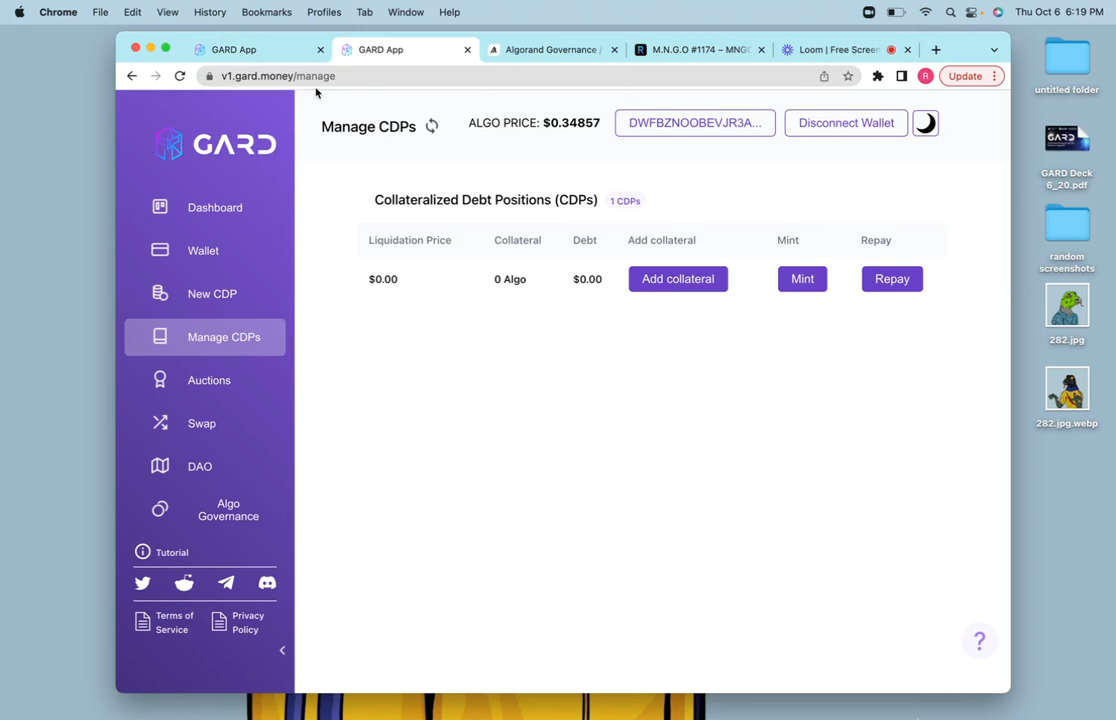 Chrome File Edit View History Bookmarks Profiles Tab Window Help
Thu Oct 6 6:19 PM
GARD App
GARD App
Algorand Governance /
M.N.G.O #1174 – MNGO
Loom | Free Screen
v1.gard.money/manage
Update
GARD
Dashboard
Wallet
New CDP
Manage CDPs
Auctions
Swap
DAO
Algo
Governance
Tutorial
Terms of
Service
Privacy
Policy
Manage CDPs
ALGO PRICE: $0.34857
DWFBZNOOBEVJR3A...
Disconnect Wallet
Collateralized Debt Positions (CDPs) 1 CDPs
Liquidation Price Collateral Debt Add collateral Mint Repay
$0.00 0 Algo $0.00 Add collateral Mint Repay
?
untitled folder
GARD
GARD Deck
6_20.pdf
random
screenshots
282.jpg
282.jpg.webp